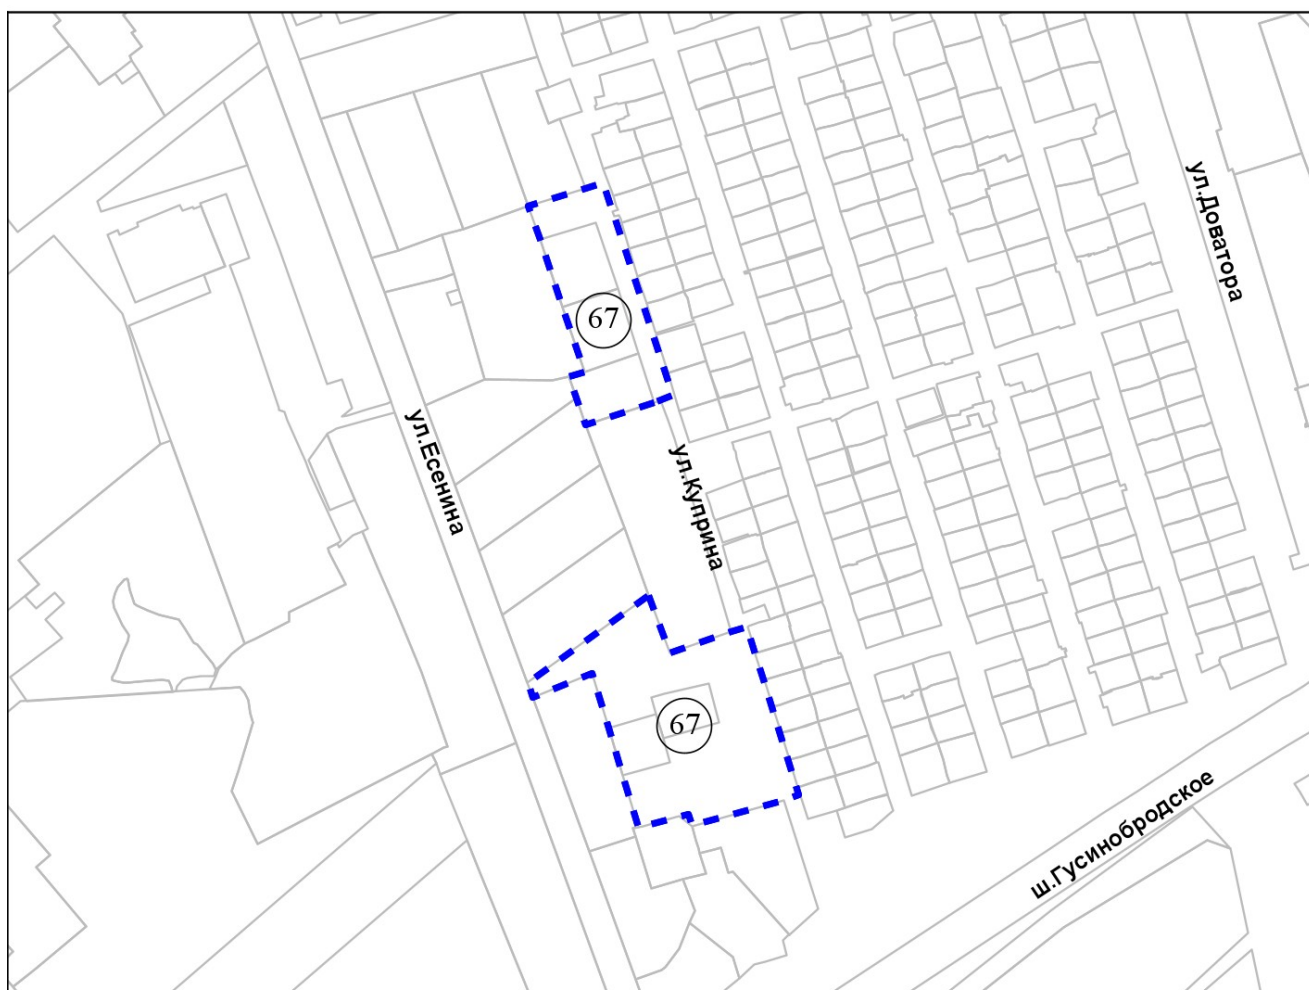 ул.Доватора
67
ул.Есенина
ул.Куприна
67
ш.Гусинобродское